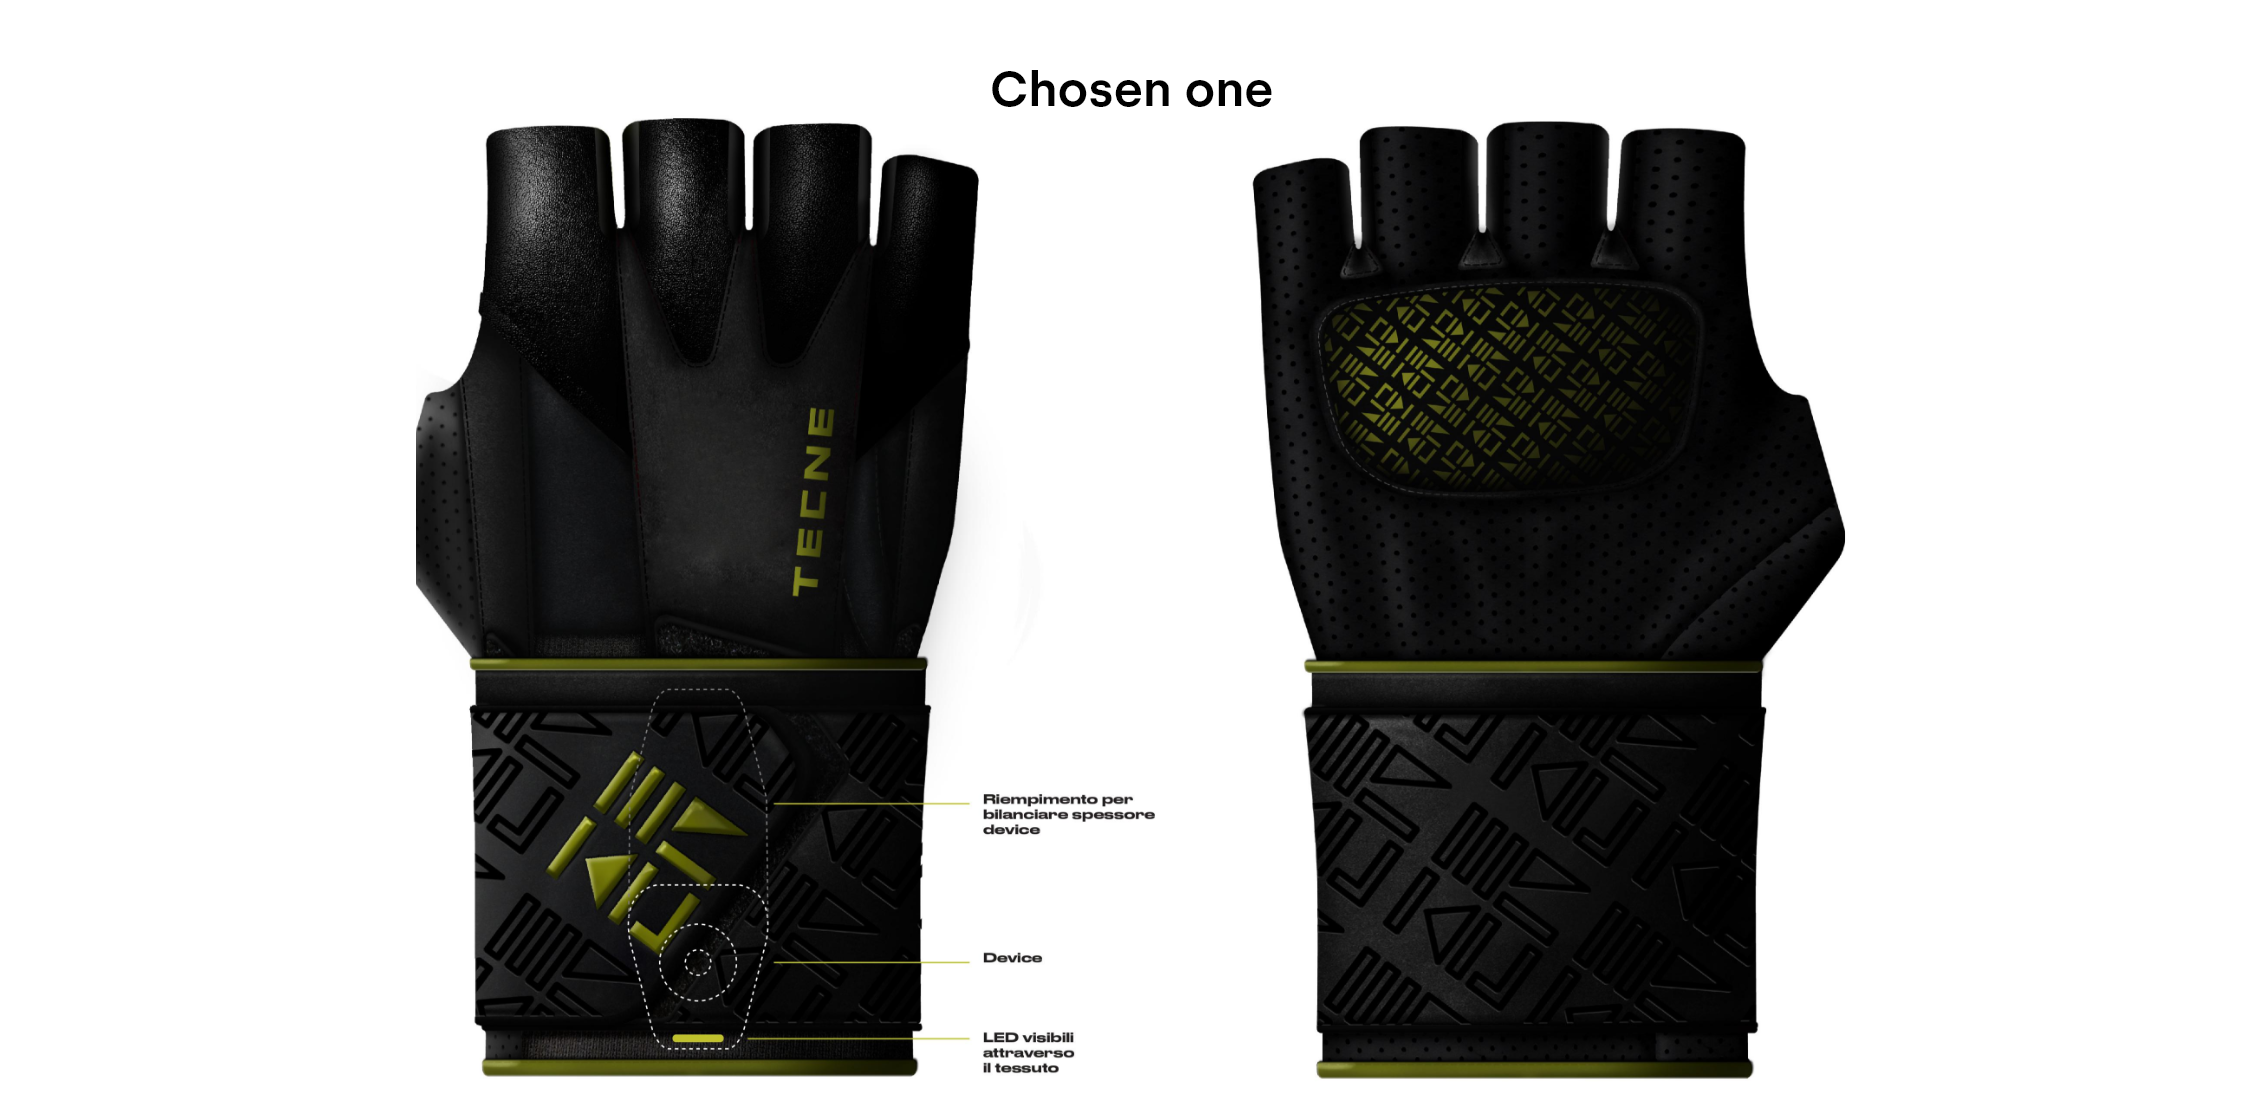 Chosen one
TECNE
Riempimento per
bilanciare spessore
device
Device
LED visibili
attraverso
il tessuto